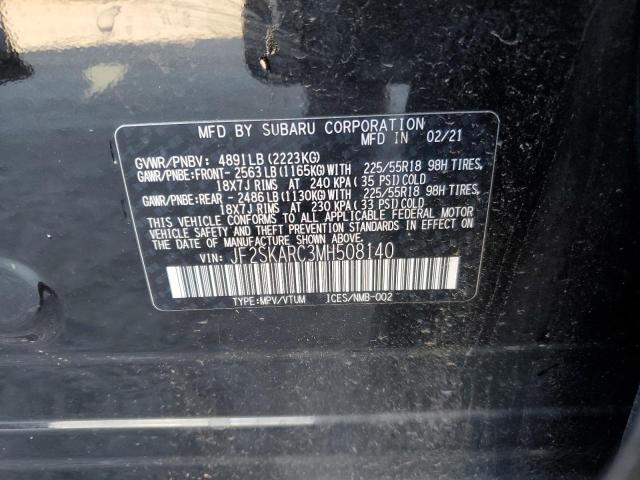 MFD BY SUBARU CORPORATION
MFD IN 02/21
GVWR/PNBV: 4891LB(2223KG)
GAWR/PNBE:FRONT- 2563LB(1165KG)WITH 225/55R18 98H TIRES,
18X7J RIMS AT 240 KPA(35 PSI)COLD
GAWR/PNBE:REAR - 2486LB(1130KG)WITH 225/55R18 98H TIRES,
18X7J RIMS AT 230 KPA(33 PSI)COLD
THIS VEHICLE CONFORMS TO ALL APPLICABLE FEDERAL MOTOR
VEHICLE SAFETY AND THEFT PREVENTION STANDARDS IN EFFECT ON
THE DATE OF MANUFACTURE SHOWN ABOVE.
VIN: JF2SKARC3MH508140
TYPE:MPV/VTUM ICES/NMB-002